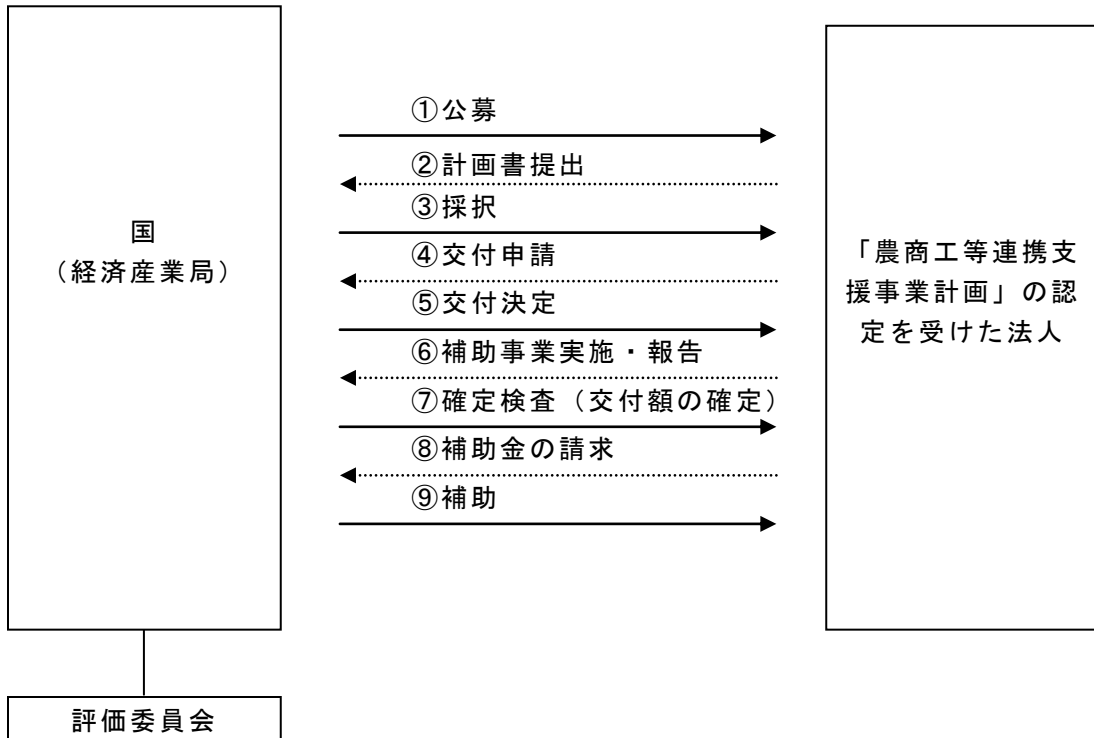 国
（経済産業局）
①公募
②計画書提出
③採択
④交付申請
⑤交付決定
⑥補助事業実施・報告
⑦確定検査（交付額の確定）
⑧補助金の請求
⑨補助
「農商工等連携支
援事業計画」の認
定を受けた法人
評価委員会